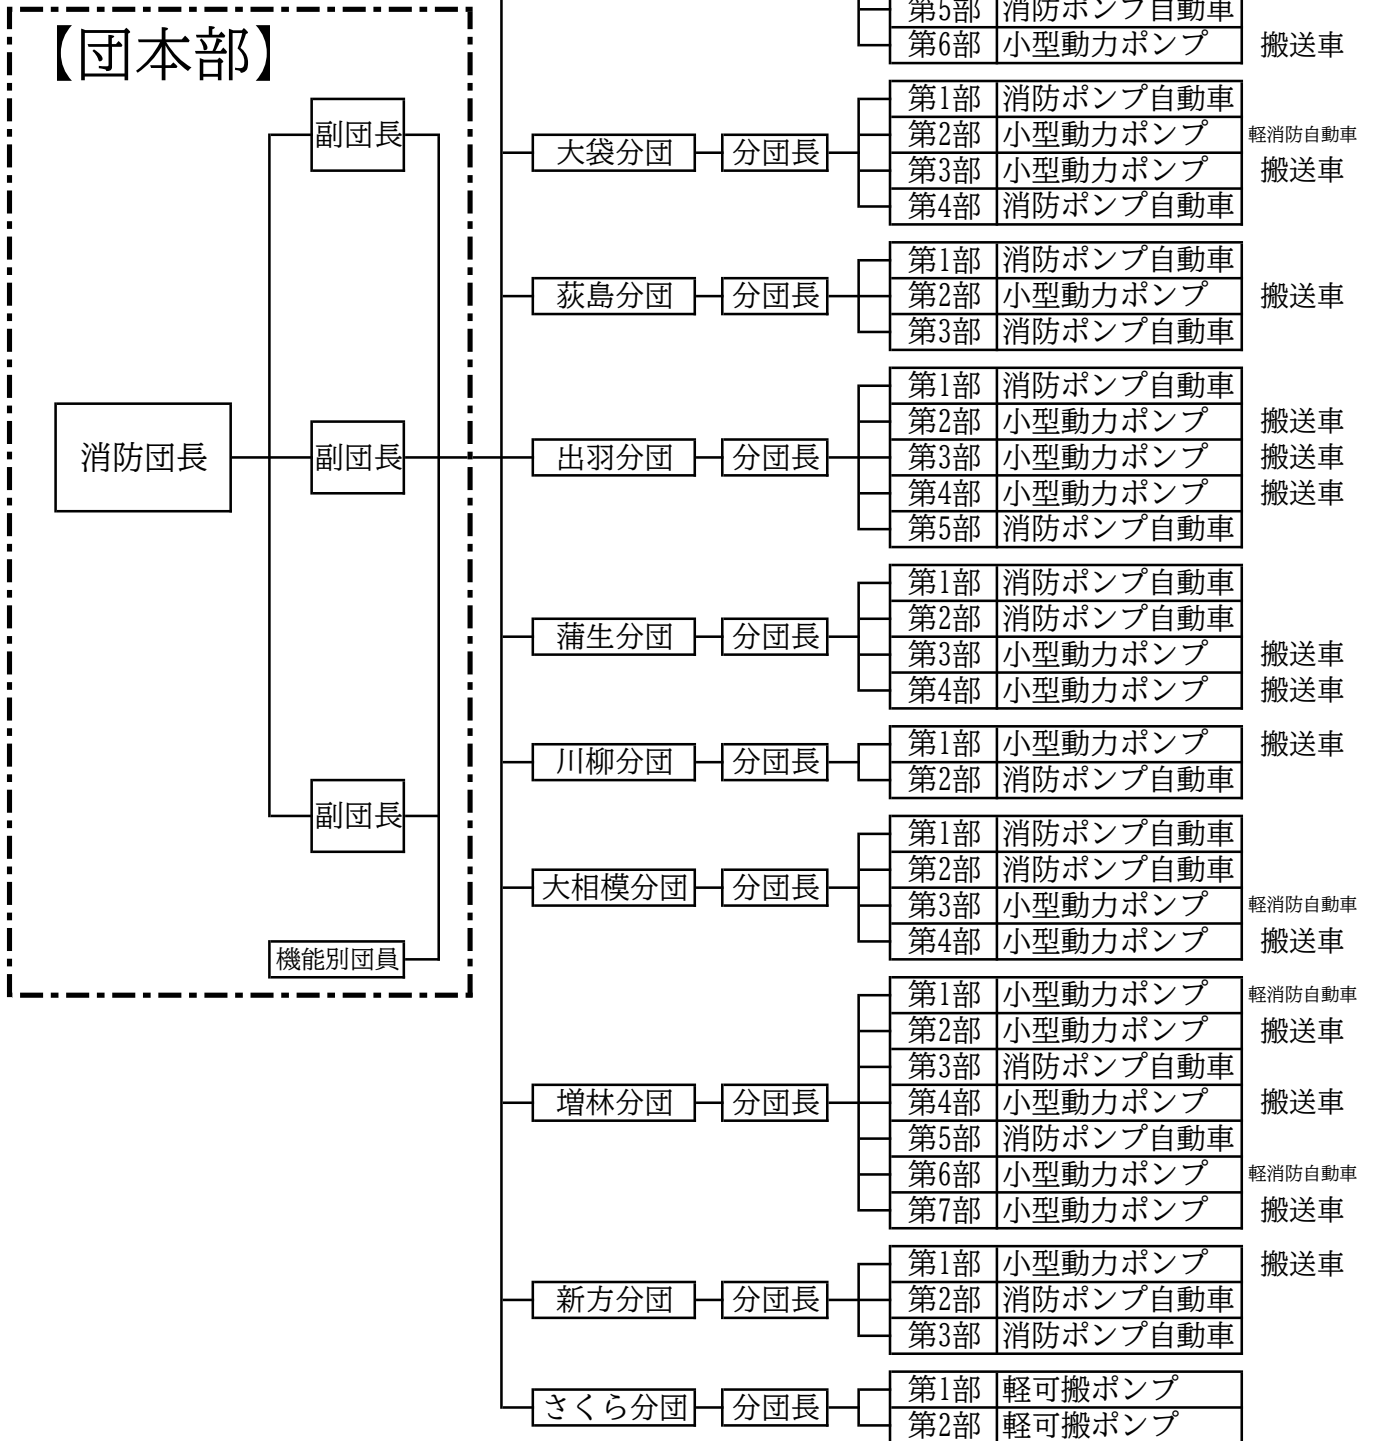 【団本部】
消防団長
副団長
副団長
副団長
機能別団員
第5部 消防ポンプ自動車
第6部 小型動力ポンプ 搬送車
大袋分団 分団長
第1部 消防ポンプ自動車
第2部 小型動力ポンプ 軽消防自動車
第3部 小型動力ポンプ 搬送車
第4部 消防ポンプ自動車
荻島分団 分団長
第1部 消防ポンプ自動車
第2部 小型動力ポンプ 搬送車
第3部 消防ポンプ自動車
出羽分団 分団長
第1部 消防ポンプ自動車
第2部 小型動力ポンプ 搬送車
第3部 小型動力ポンプ 搬送車
第4部 小型動力ポンプ 搬送車
第5部 消防ポンプ自動車
蒲生分団 分団長
第1部 消防ポンプ自動車
第2部 消防ポンプ自動車
第3部 小型動力ポンプ 搬送車
第4部 小型動力ポンプ 搬送車
川柳分団 分団長
第1部 小型動力ポンプ 搬送車
第2部 消防ポンプ自動車
大相模分団 分団長
第1部 消防ポンプ自動車
第2部 消防ポンプ自動車
第3部 小型動力ポンプ 軽消防自動車
第4部 小型動力ポンプ 搬送車
増林分団 分団長
第1部 小型動力ポンプ 軽消防自動車
第2部 小型動力ポンプ 搬送車
第3部 消防ポンプ自動車
第4部 小型動力ポンプ 搬送車
第5部 消防ポンプ自動車
第6部 小型動力ポンプ 軽消防自動車
第7部 小型動力ポンプ 搬送車
新方分団 分団長
第1部 小型動力ポンプ 搬送車
第2部 消防ポンプ自動車
第3部 消防ポンプ自動車
さくら分団 分団長
第1部 軽可搬ポンプ
第2部 軽可搬ポンプ